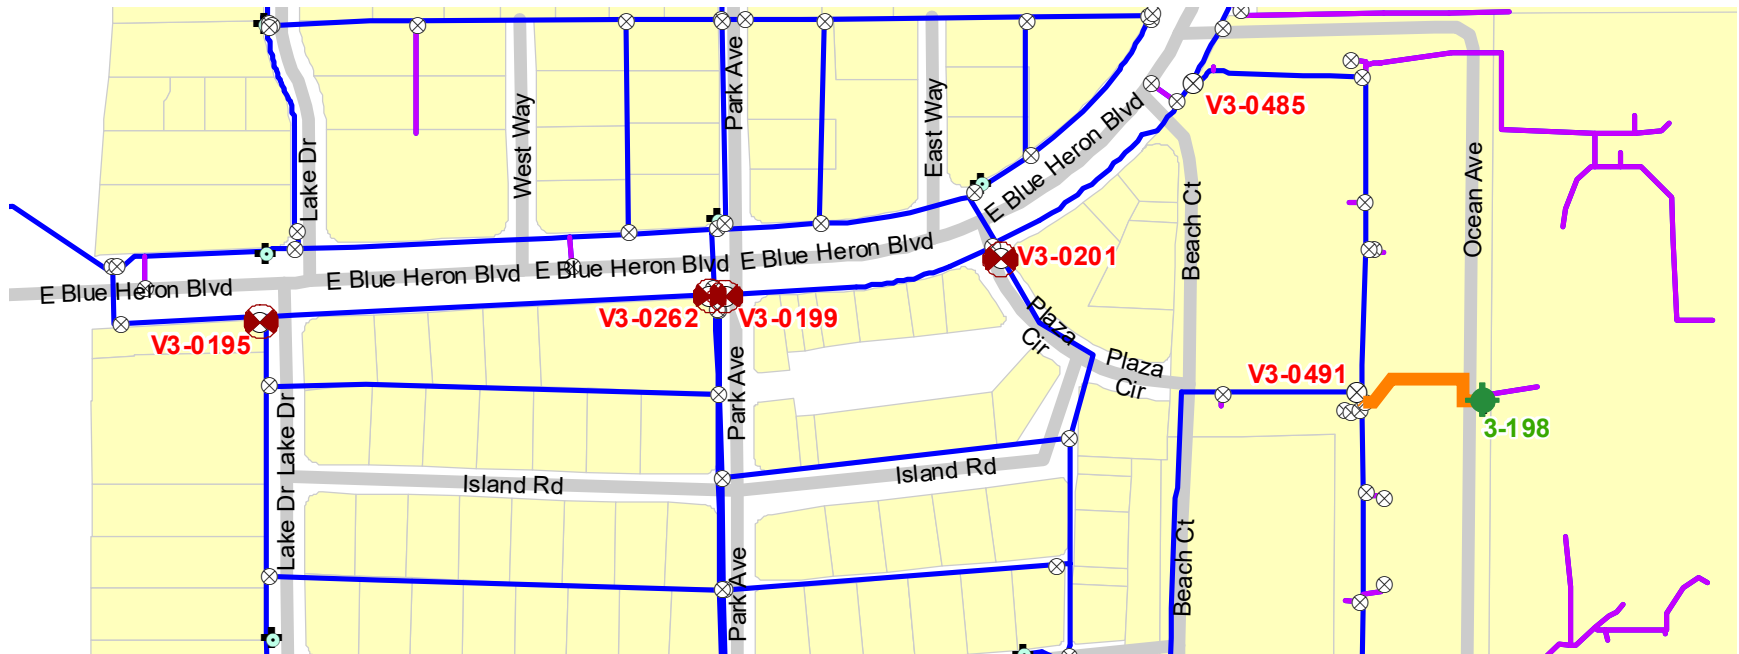 Park Ave
V3-0485
West Way
East Way
E Blue Heron Blvd
Lake Dr
Beach Ct
Ocean Ave
V3-0201
E Blue Heron Blvd
E Blue Heron Blvd
E Blue Heron Blvd
E Blue Heron Blvd
V3-0262
V3-0199
V3-0195
Plaza
Cir
Plaza
Cir
V3-0491
Park Ave
Lake Dr
3-198
Island Rd
Island Rd
Lake Dr
Beach Ct
Park Ave